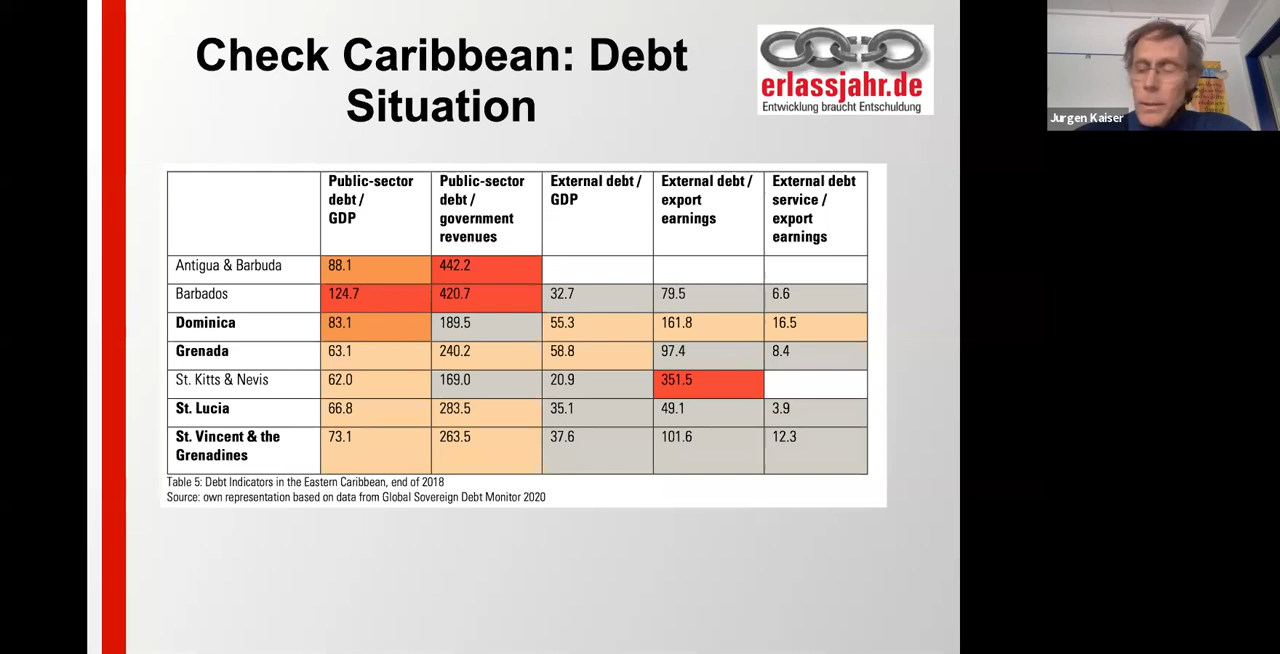 Check Caribbean: Debt
Situation
erlassjahr.de
Entwicklung braucht Entschuldung
Jurgen Kaiser
Public-sector debt / GDP
Public-sector debt / government revenues
External debt / GDP
External debt / export earnings
External debt service / export earnings
Antigua & Barbuda 88.1 442.2
Barbados 124.7 420.7 32.7 79.5 6.6
Dominica 83.1 189.5 55.3 161.8 16.5
Grenada 63.1 240.2 58.8 97.4 8.4
St. Kitts & Nevis 62.0 169.0 20.9 351.5
St. Lucia 66.8 283.5 35.1 49.1 3.9
St. Vincent & the Grenadines 73.1 263.5 37.6 101.6 12.3
Table 5: Debt Indicators in the Eastern Caribbean, end of 2018
Source: own representation based on data from Global Sovereign Debt Monitor 2020